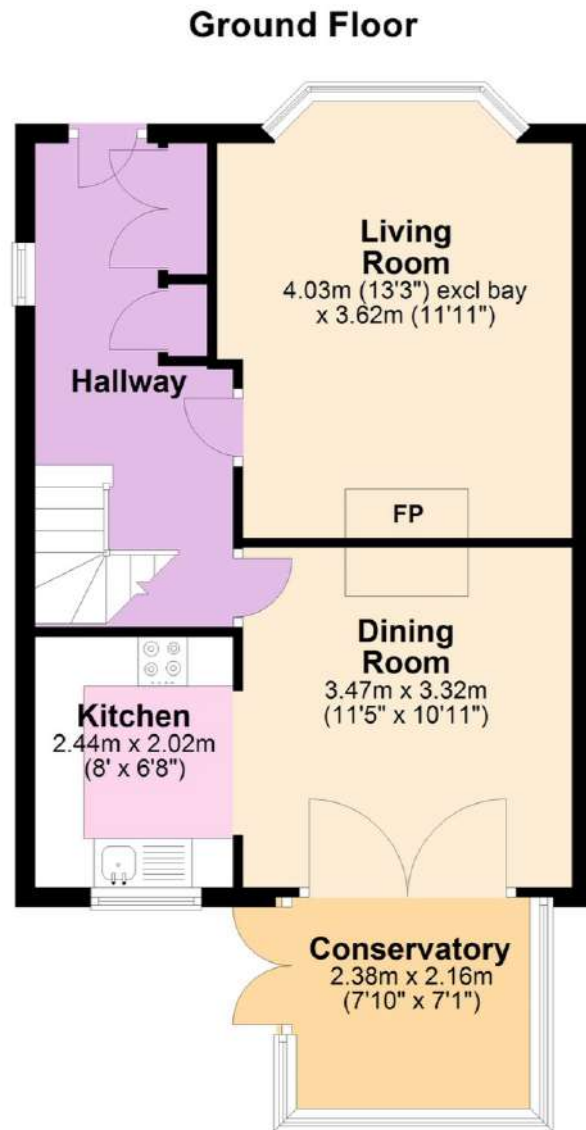 Ground Floor
Living
Room
4.03m (13'3") excl bay
x 3.62m (11'11")
Hallway
FP
Dining
Room
3.47m x 3.32m
(11'5" x 10'11")
Kitchen
2.44m x 2.02m
(8' x 6'8")
Conservatory
2.38m x 2.16m
(7'10" x 7'1")